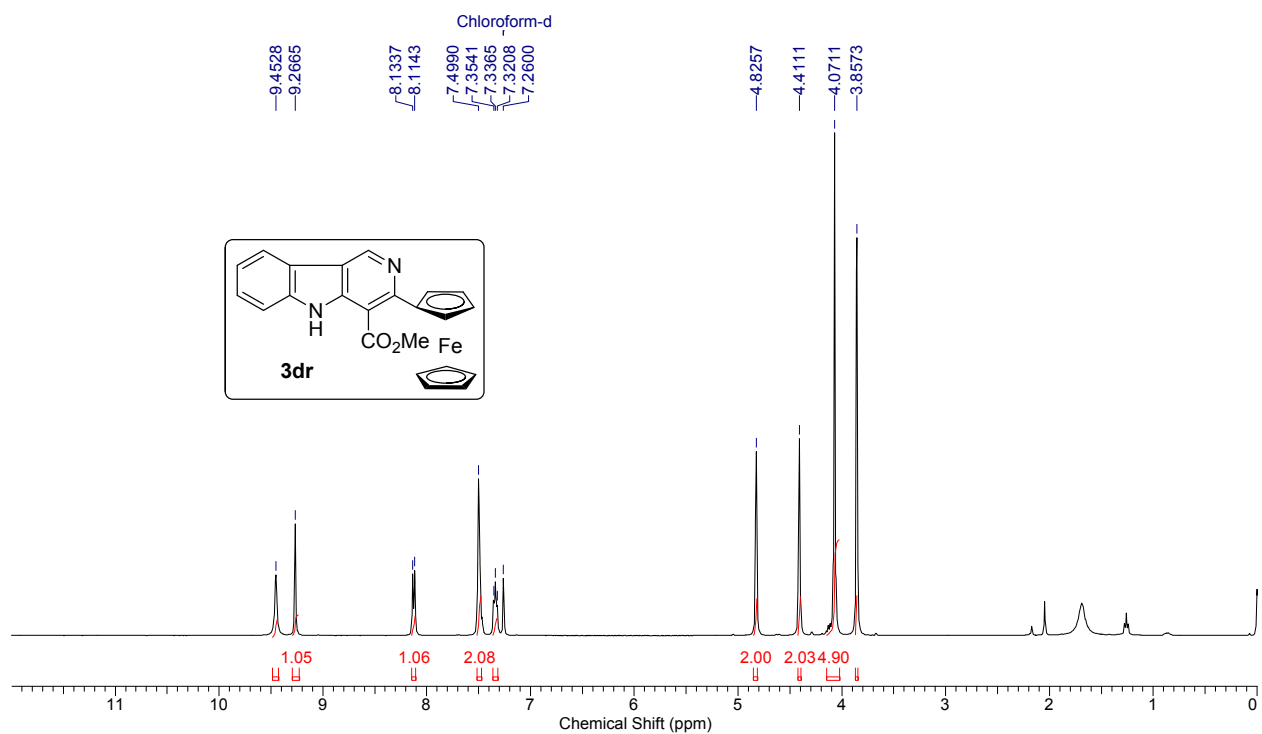 Chloroform-d
9.4528
9.2665
8.1337
8.1143
7.4990
7.3541
7.3365
7.3208
7.2600
4.8257
4.4111
4.0711
3.8573
N
N
H
CO2Me
Fe
3dr
1.05 1.06 2.08 2.00 2.03 4.90
11 10 9 8 7 6 5 4 3 2 1 0
Chemical Shift (ppm)